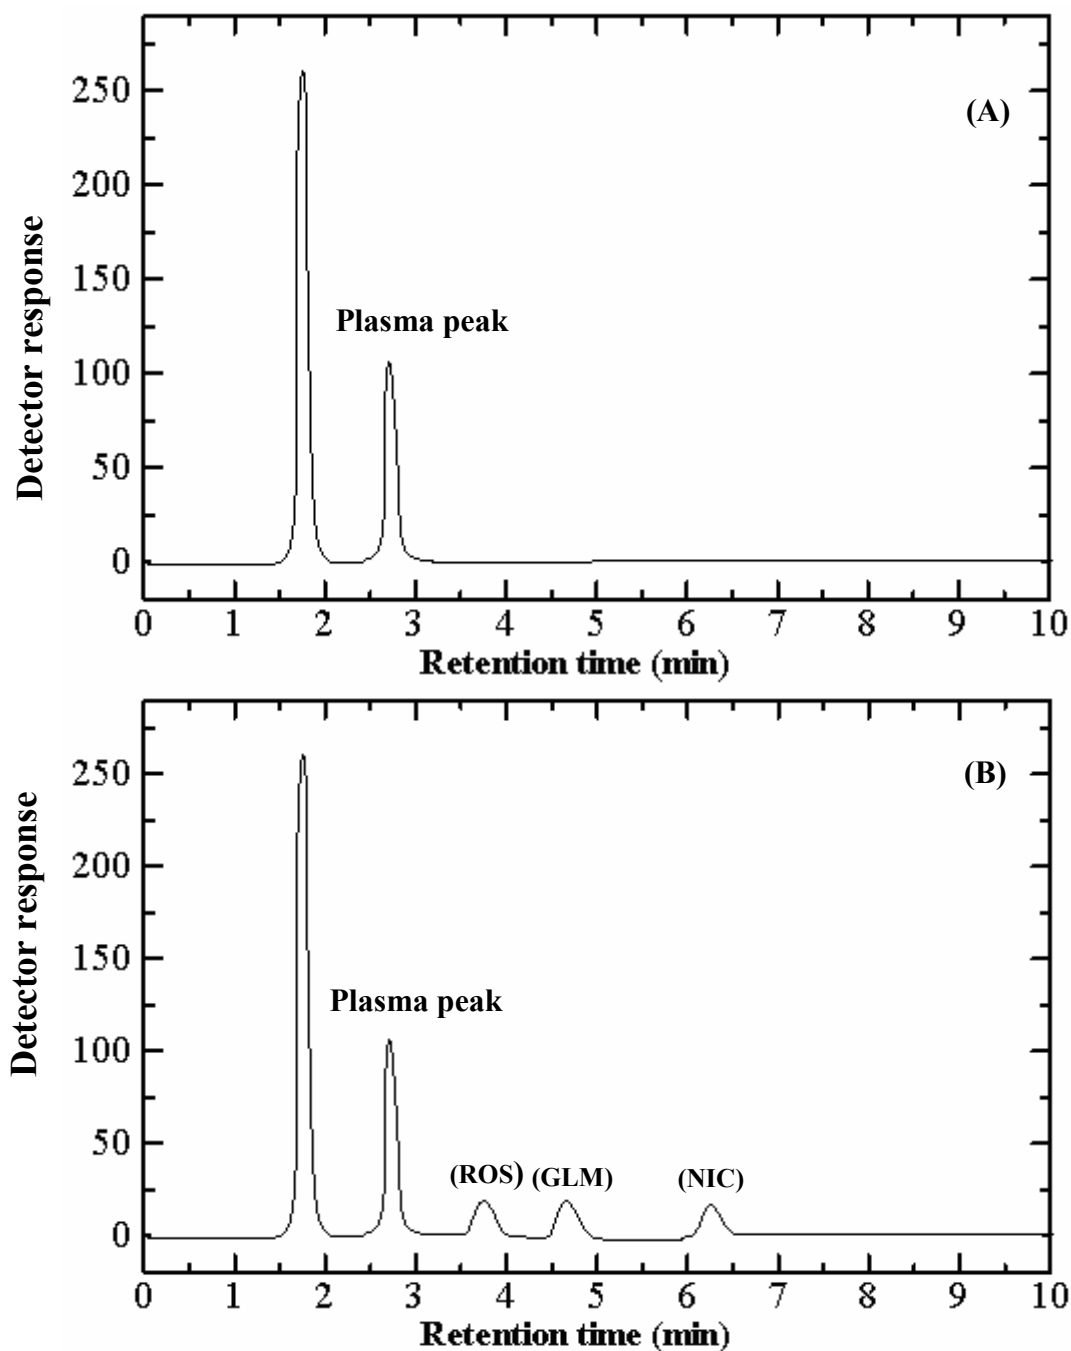 (A)
250
200
150
100
50
0
Detector response
Plasma peak
0 1 2 3 4 5 6 7 8 9 10
Retention time (min)
(B)
250
200
150
100
50
0
Detector response
Plasma peak
(ROS) (GLM) (NIC)
0 1 2 3 4 5 6 7 8 9 10
Retention time (min)